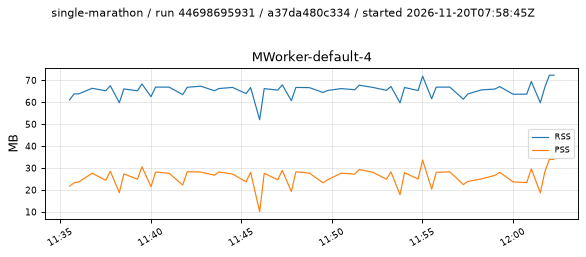 single-marathon / run 44698695931 / a37da480c334 / started 2026-11-20T07:58:45Z
MWorker-default-4
MB
70
60
50
40
30
20
10
RSS
PSS
11:35
11:40
11:45
11:50
11:55
12:00